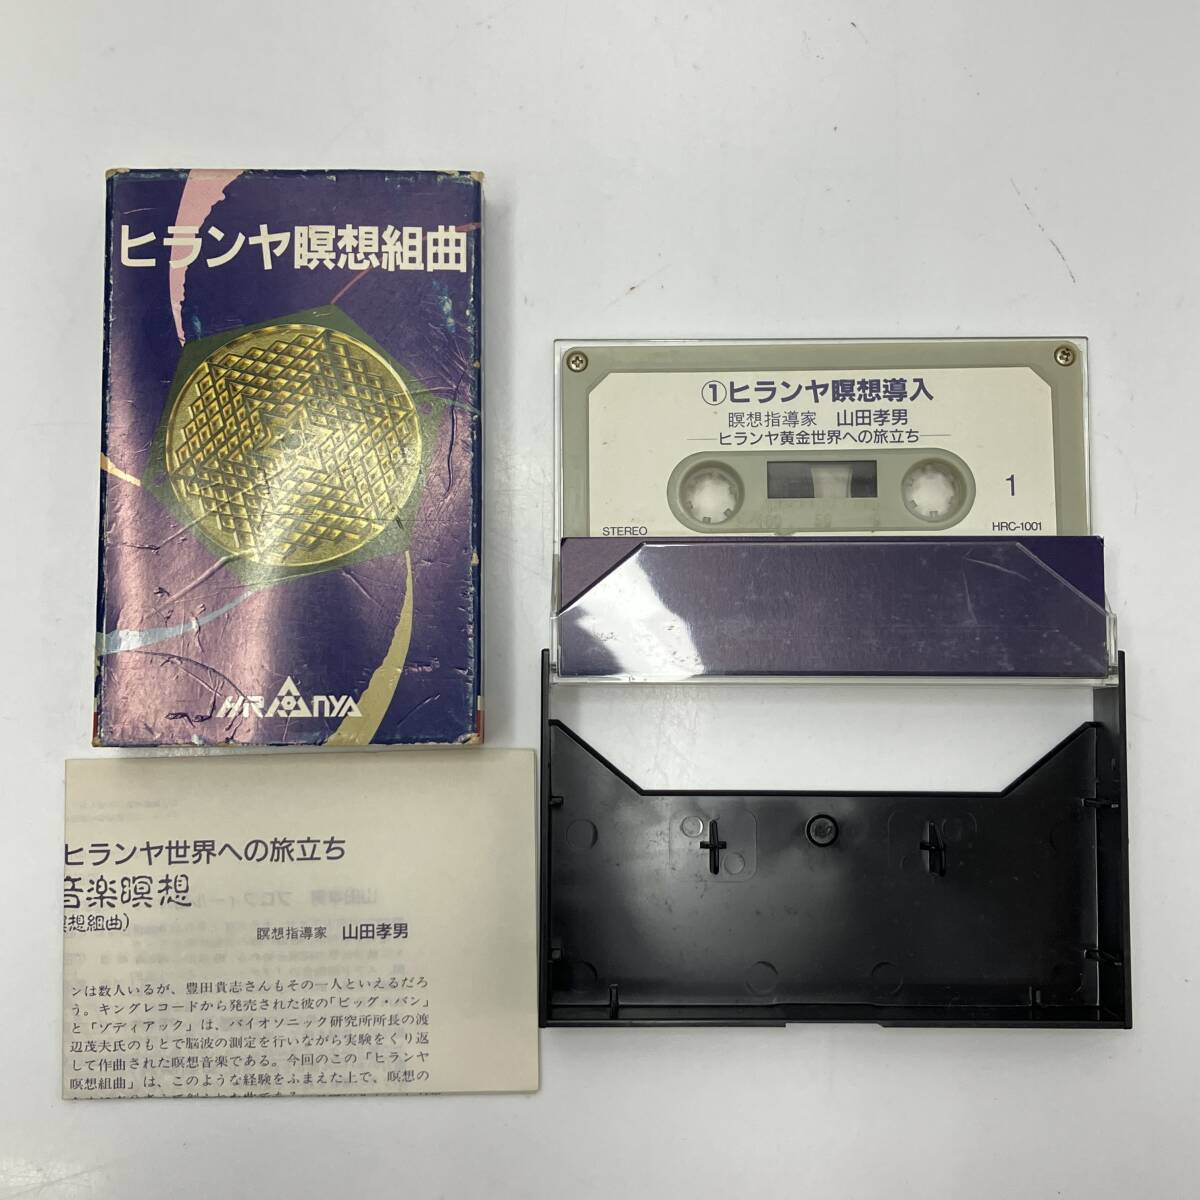 ヒランヤ瞑想組曲
HRANYA
①ヒランヤ瞑想導入
瞑想指導家 山田孝男
ヒランヤ黄金世界への旅立ち
1
STEREO
HRC-1001
100 50 0
ヒランヤ世界への旅立ち
音楽瞑想
瞑想組曲)
瞑想指導家 山田孝男
ンは数人いるが、豊田貴志さんもその一人といえるだろ
う。キングレコードから発売された彼の「ビッグ・バン」
と「ゾディアック」は、バイオソニック研究所所長の渡
辺茂夫氏のもとで脳波の測定を行いながら実験をくり返
して作曲された瞑想音楽である。今回のこの「ヒランヤ
瞑想組曲」は、このような経験をふまえた上で、瞑想の